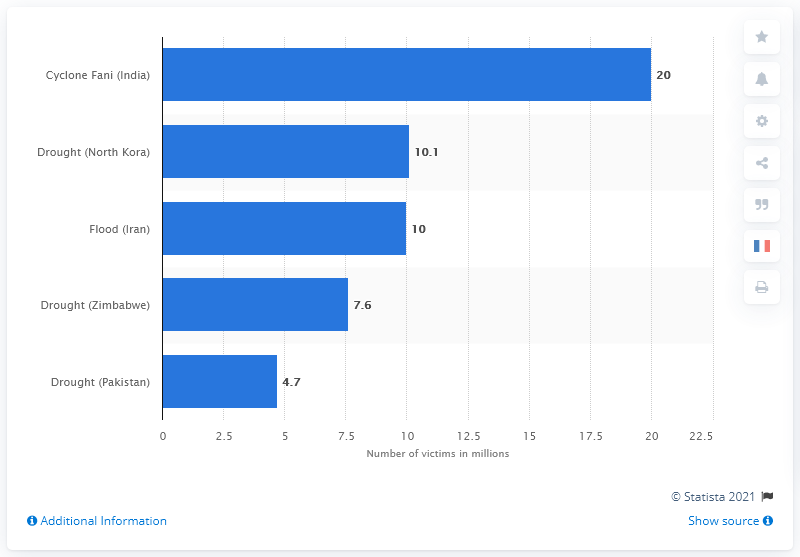 Cyclone Fani (India) 20
Drought (North Kora) 10.1
Flood (Iran) 10
Drought (Zimbabwe) 7.6
Drought (Pakistan) 4.7
0 2.5 5 7.5 10 12.5 15 17.5 20 22.5
Number of victims in millions
© Statista 2021
Additional Information Show source